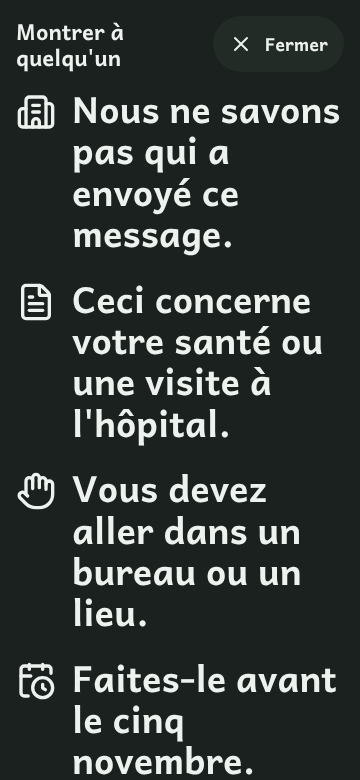 Montrer à
quelqu'un
Fermer
Nous ne savons
pas qui a
envoyé ce
message.
Ceci concerne
votre santé ou
une visite à
l'hôpital.
Vous devez
aller dans un
bureau ou un
lieu.
Faites-le avant
le cinq
novembre.